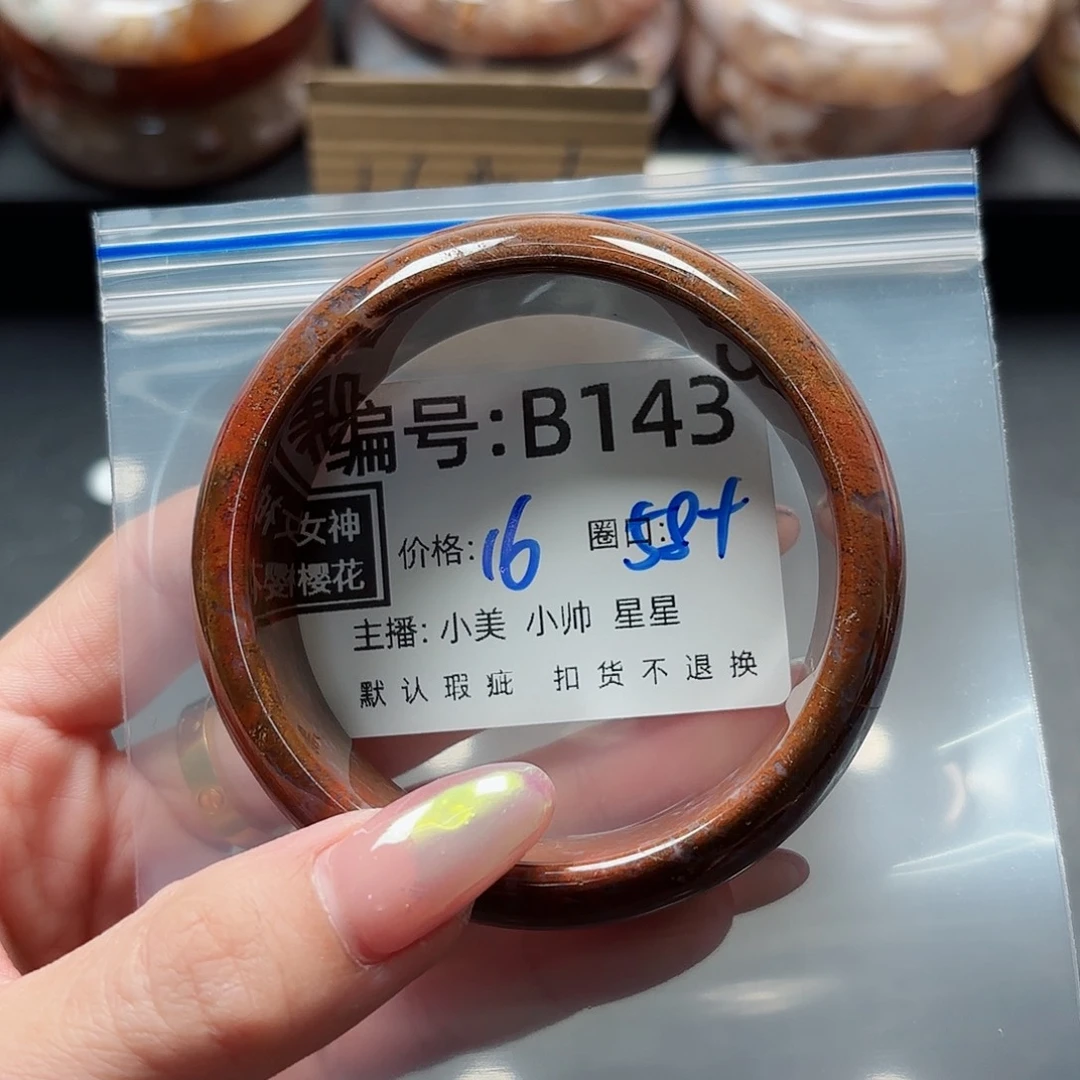 编号:B143
女神
樱花
价格:16 圈口:58+
主播: 小美 小帅 星星
默认瑕疵 扣货不退换